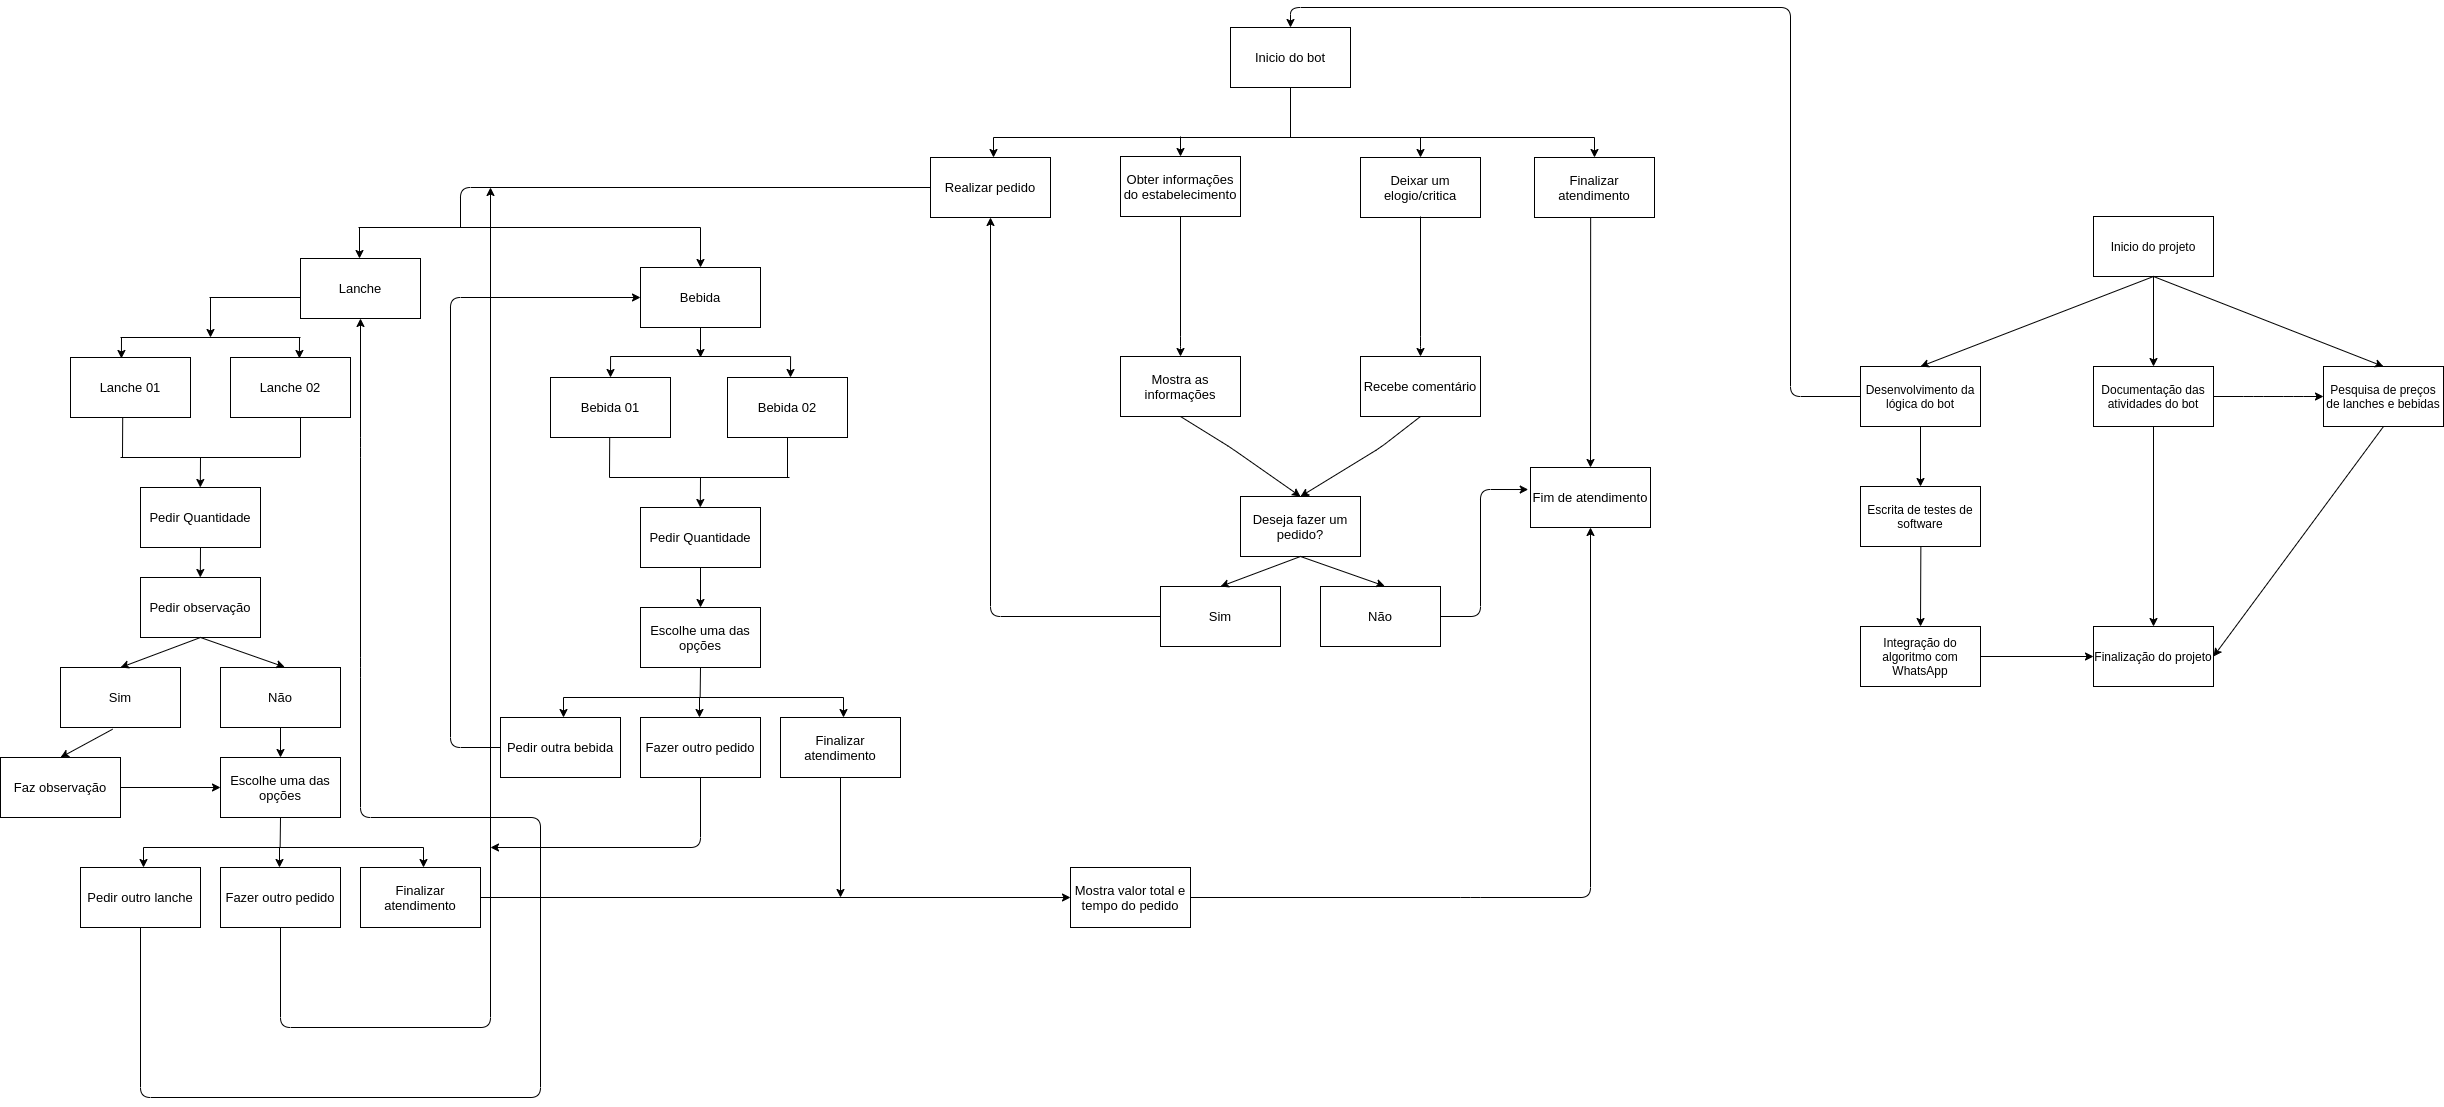 Inicio do bot
Realizar pedido
Obter informações
do estabelecimento
Deixar um
elogio/critica
Finalizar
atendimento
Inicio do projeto
Lanche
Bebida
Lanche 01
Lanche 02
Bebida 01
Bebida 02
Mostra as
informações
Recebe comentário
Desenvolvimento da
lógica do bot
Documentação das
atividades do bot
Pesquisa de preços
de lanches e bebidas
Pedir Quantidade
Pedir Quantidade
Deseja fazer um
pedido?
Fim de atendimento
Escrita de testes de
software
Pedir observação
Escolhe uma das
opções
Sim
Não
Integração do
algoritmo com
WhatsApp
Finalização do projeto
Sim
Não
Pedir outra bebida
Fazer outro pedido
Finalizar
atendimento
Faz observação
Escolhe uma das
opções
Pedir outro lanche
Fazer outro pedido
Finalizar
atendimento
Mostra valor total e
tempo do pedido